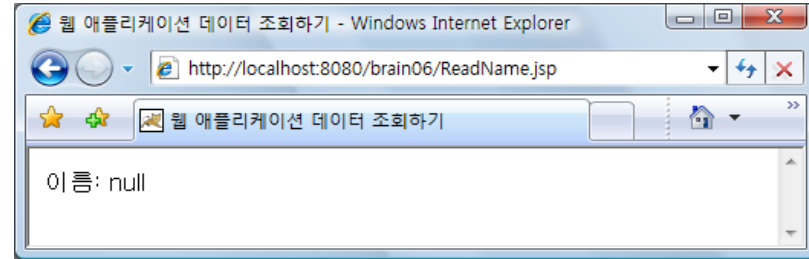 웹 애플리케이션 데이터 조회하기 - Windows Internet Explorer
http://localhost:8080/brain06/ReadName.jsp
웹 애플리케이션 데이터 조회하기
이름: null